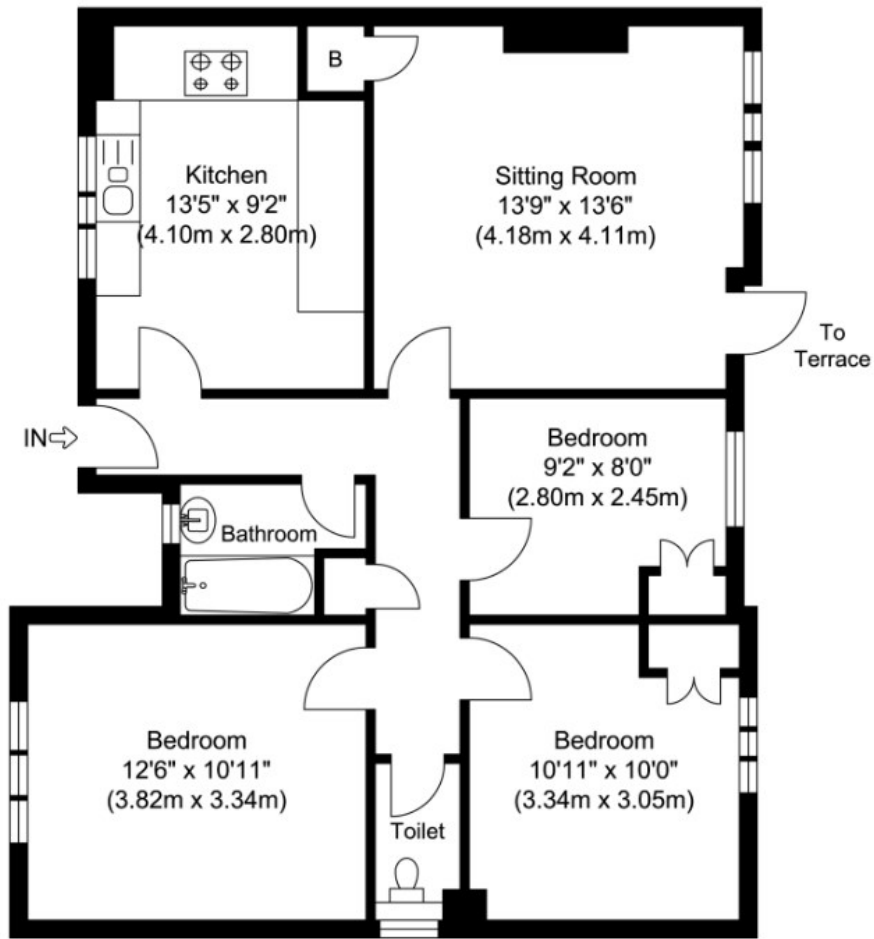 B
Kitchen
13'5" x 9'2"
(4.10m x 2.80m)
Sitting Room
13'9" x 13'6"
(4.18m x 4.11m)
To
Terrace
IN
Bedroom
9'2" x 8'0"
(2.80m x 2.45m)
Bathroom
Bedroom
12'6" x 10'11"
(3.82m x 3.34m)
Bedroom
10'11" x 10'0"
(3.34m x 3.05m)
Toilet